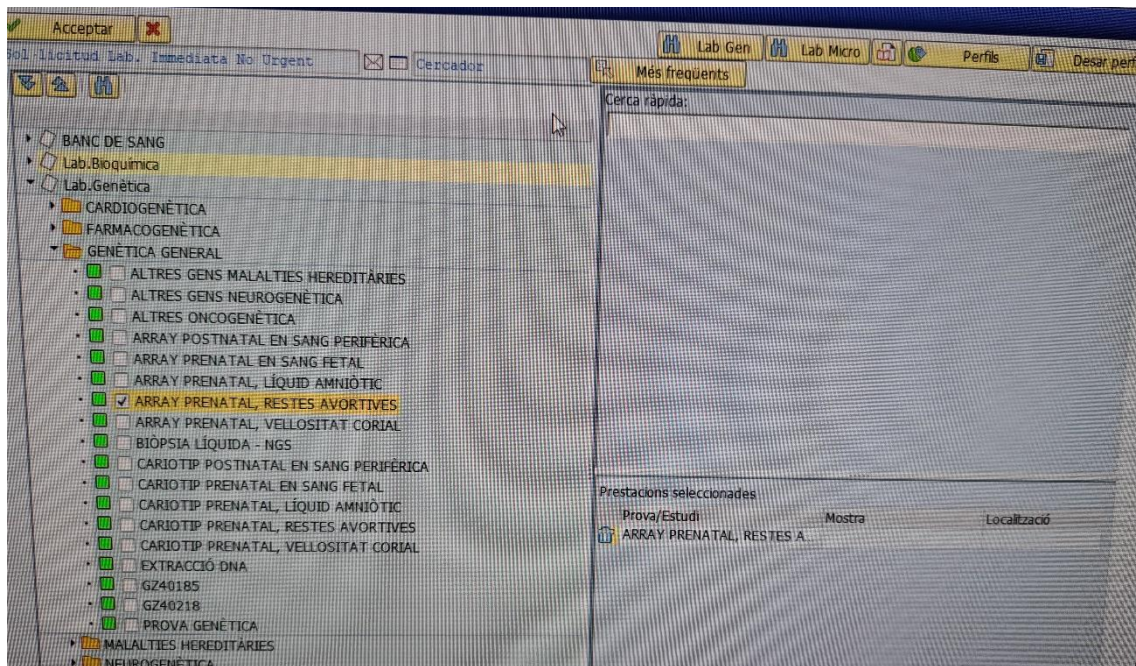 Acceptar
Lab Gen
Lab Micro
Perfils
Desar perf
Sol·licitud Lab. Immediata No Urgent
Cercador
Més freqüents
Cerca ràpida:
BANC DE SANG
Lab.Bioquímica
Lab.Genètica
CARDIOGENÈTICA
FARMACOGENÈTICA
GENÈTICA GENERAL
ALTRES GENS MALALTIES HEREDITÀRIES
ALTRES GENS NEUROGENÈTICA
ALTRES ONCOGENÈTICA
ARRAY POSTNATAL EN SANG PERIFÈRICA
ARRAY PRENATAL EN SANG FETAL
ARRAY PRENATAL, LÍQUID AMNIÒTIC
ARRAY PRENATAL, RESTES AVORTIVES
ARRAY PRENATAL, VELLOSITAT CORIAL
BIÒPSIA LÍQUIDA - NGS
CARIOTIP POSTNATAL EN SANG PERIFÈRICA
CARIOTIP PRENATAL EN SANG FETAL
CARIOTIP PRENATAL, LÍQUID AMNIÒTIC
CARIOTIP PRENATAL, RESTES AVORTIVES
CARIOTIP PRENATAL, VELLOSITAT CORIAL
EXTRACCIÓ DNA
GZ40185
GZ40218
PROVA GENÈTICA
MALALTIES HEREDITÀRIES
NEUROGENÈTICA
Prestacions seleccionades
Prova/Estudi Mostra Localització
ARRAY PRENATAL, RESTES A...